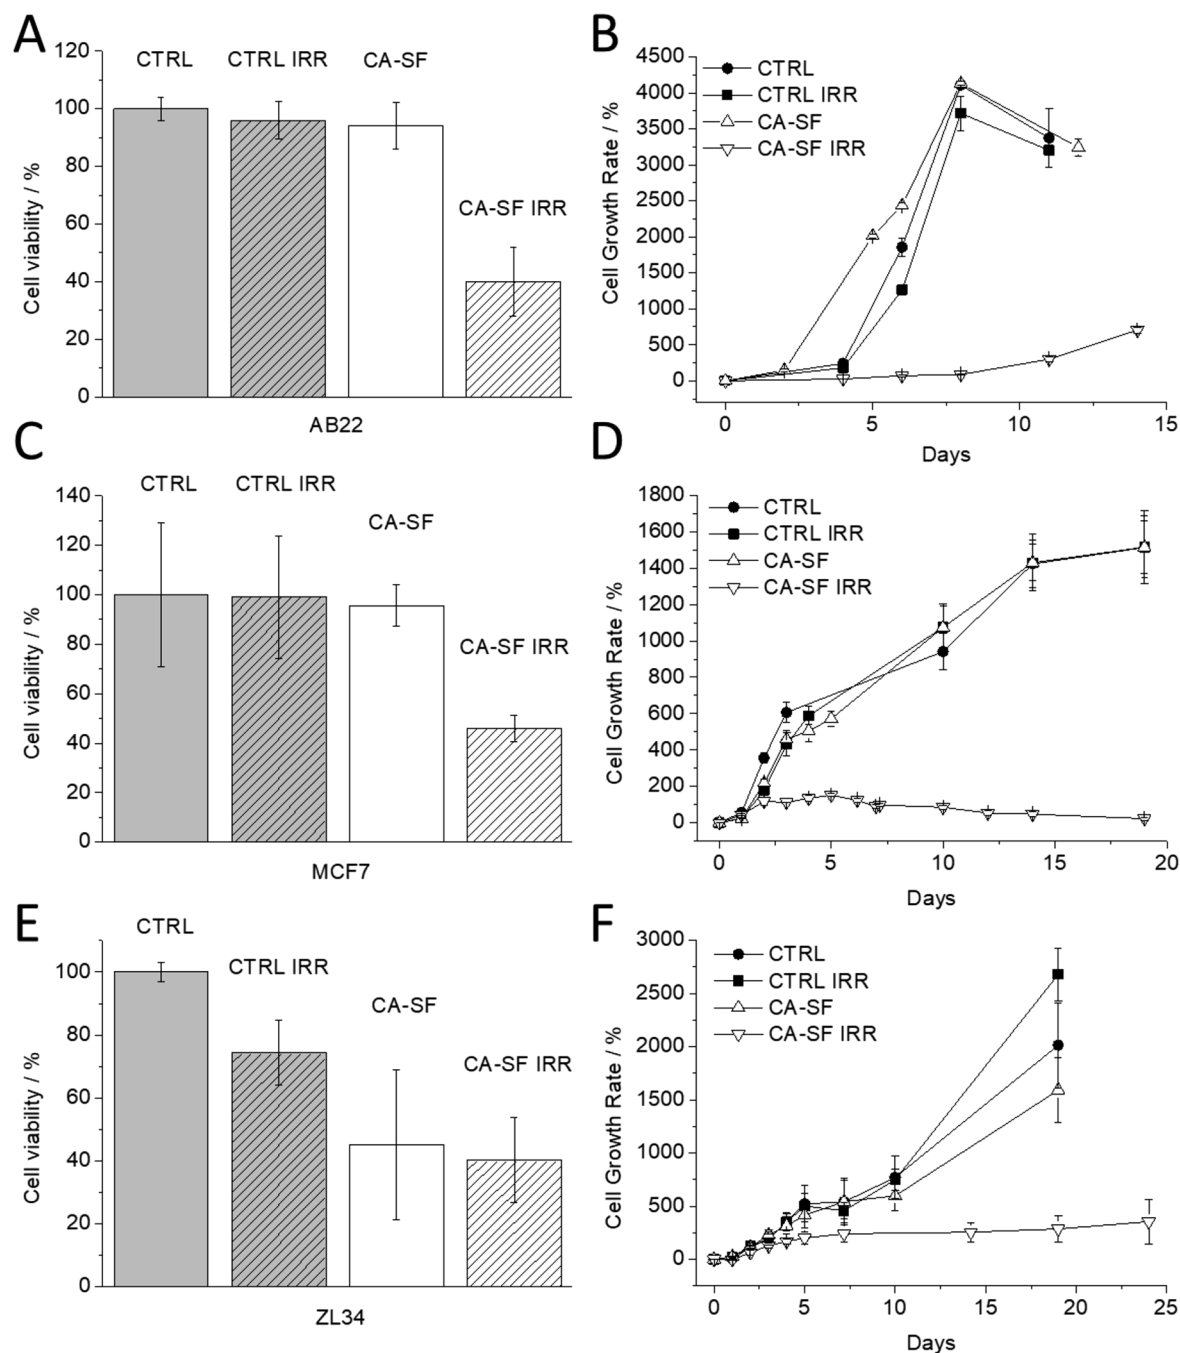 A
120
100
80
60
40
20
0
Cell viability / %
CTRL
CTRL IRR
CA-SF
CA-SF IRR
AB22
B
4500
4000
3500
3000
2500
2000
1500
1000
500
0
Cell Growth Rate / %
CTRL
CTRL IRR
CA-SF
CA-SF IRR
0 5 10 15
Days
C
140
120
100
80
60
40
20
0
Cell viability / %
CTRL
CTRL IRR
CA-SF
CA-SF IRR
MCF7
D
1800
1600
1400
1200
1000
800
600
400
200
0
Cell Growth Rate / %
CTRL
CTRL IRR
CA-SF
CA-SF IRR
0 5 10 15 20
Days
E
100
80
60
40
20
0
Cell viability / %
CTRL
CTRL IRR
CA-SF
CA-SF IRR
ZL34
F
3000
2500
2000
1500
1000
500
0
Cell Growth Rate / %
CTRL
CTRL IRR
CA-SF
CA-SF IRR
0 5 10 15 20 25
Days